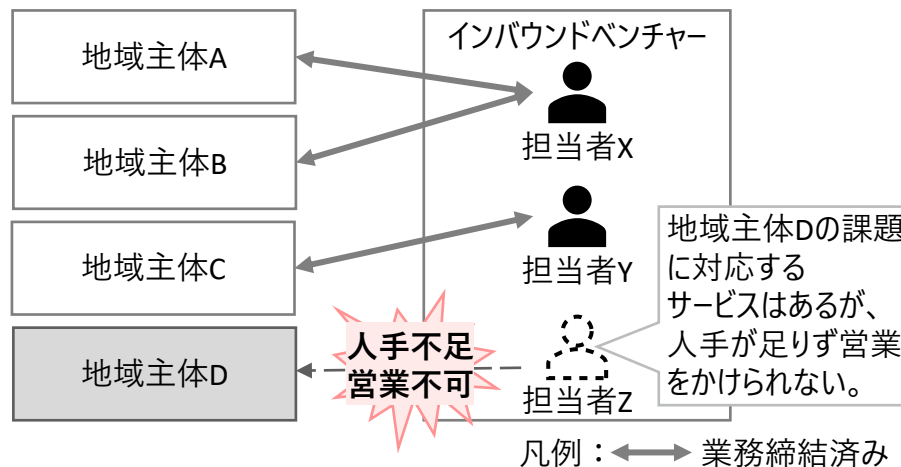 インバウンドベンチャー
地域主体A
地域主体B
地域主体C
地域主体D
担当者X
担当者Y
担当者Z
人手不足
営業不可
地域主体Dの課題
に対応する
サービスはあるが、
人手が足りず営業
をかけられない。
凡例：業務締結済み